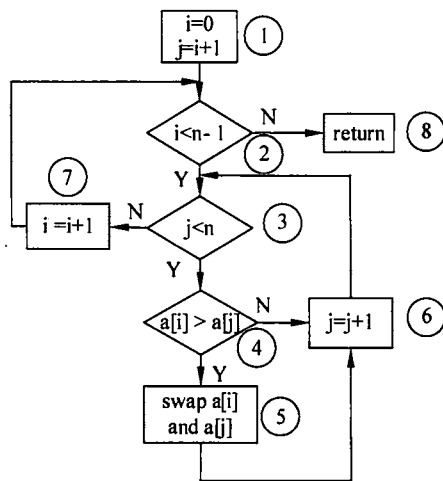 i=0
j=i+1
1
i<n-1
N
return
8
2
7
Y
i =i+1
N
j<n
3
Y
a[i] > a[j]
N
j=j+1
6
4
Y
swap a[i]
and a[j]
5